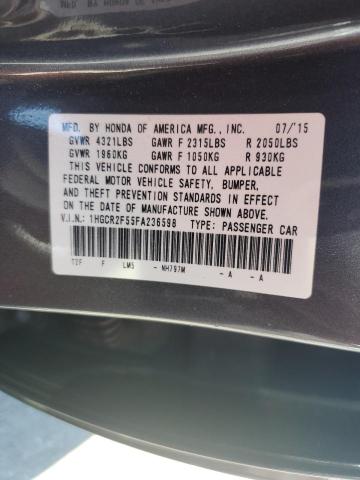 MFD. BY HONDA OF AMERICA MFG., INC. 07/'15
GVWR 4321LBS GAWR F 2315LBS R 2050LBS
GVWR 1960KG GAWR F 1050KG R 930KG
THIS VEHICLE CONFORMS TO ALL APPLICABLE
FEDERAL MOTOR VEHICLE SAFETY, BUMPER,
AND THEFT PREVENTION STANDARDS IN EFFECT
ON THE DATE OF MANUFACTURE SHOWN ABOVE.
V.I.N.: 1HGCR2F55FA236598 TYPE: PASSENGER CAR
T2F F LM5 - NH797M - A - A